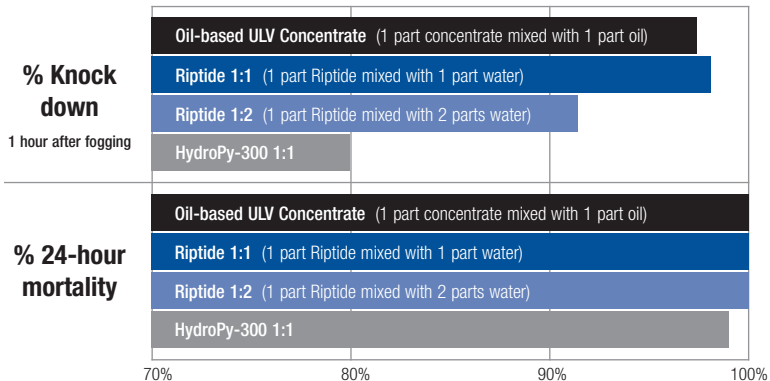 % Knock
down
1 hour after fogging
Oil-based ULV Concentrate (1 part concentrate mixed with 1 part oil)
Riptide 1:1 (1 part Riptide mixed with 1 part water)
Riptide 1:2 (1 part Riptide mixed with 2 parts water)
HydroPy-300 1:1
% 24-hour
mortality
Oil-based ULV Concentrate (1 part concentrate mixed with 1 part oil)
Riptide 1:1 (1 part Riptide mixed with 1 part water)
Riptide 1:2 (1 part Riptide mixed with 2 parts water)
HydroPy-300 1:1
70% 80% 90% 100%